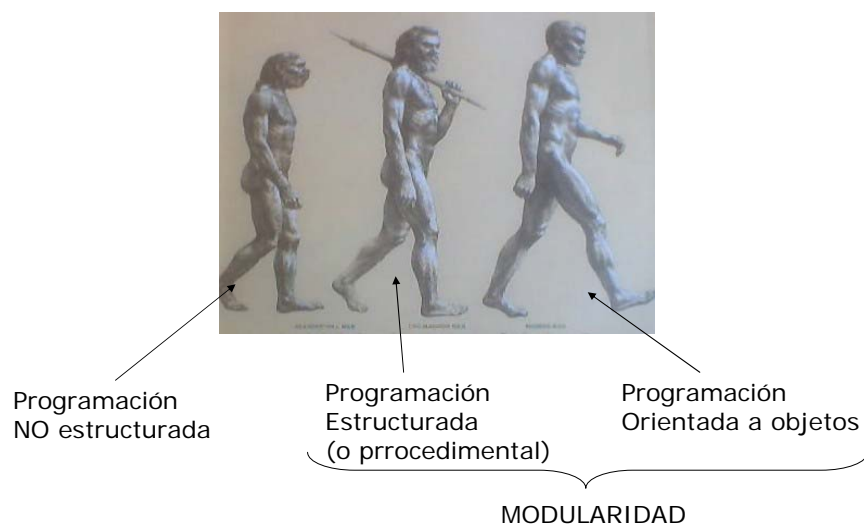 Programación
NO estructurada
Programación
Estructurada
(o prrocedimental)
Programación
Orientada a objetos
MODULARIDAD